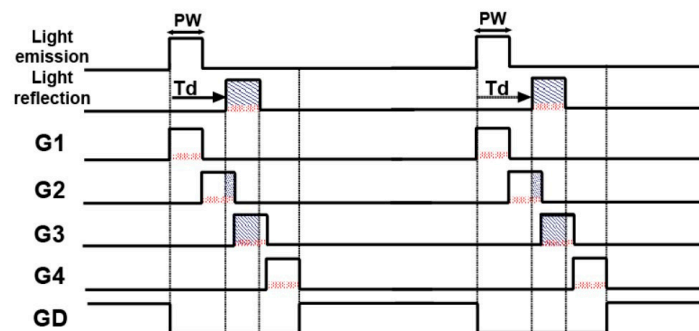 PW PW
Light
emission
Light
reflection Td Td
G1
G2
G3
G4
GD